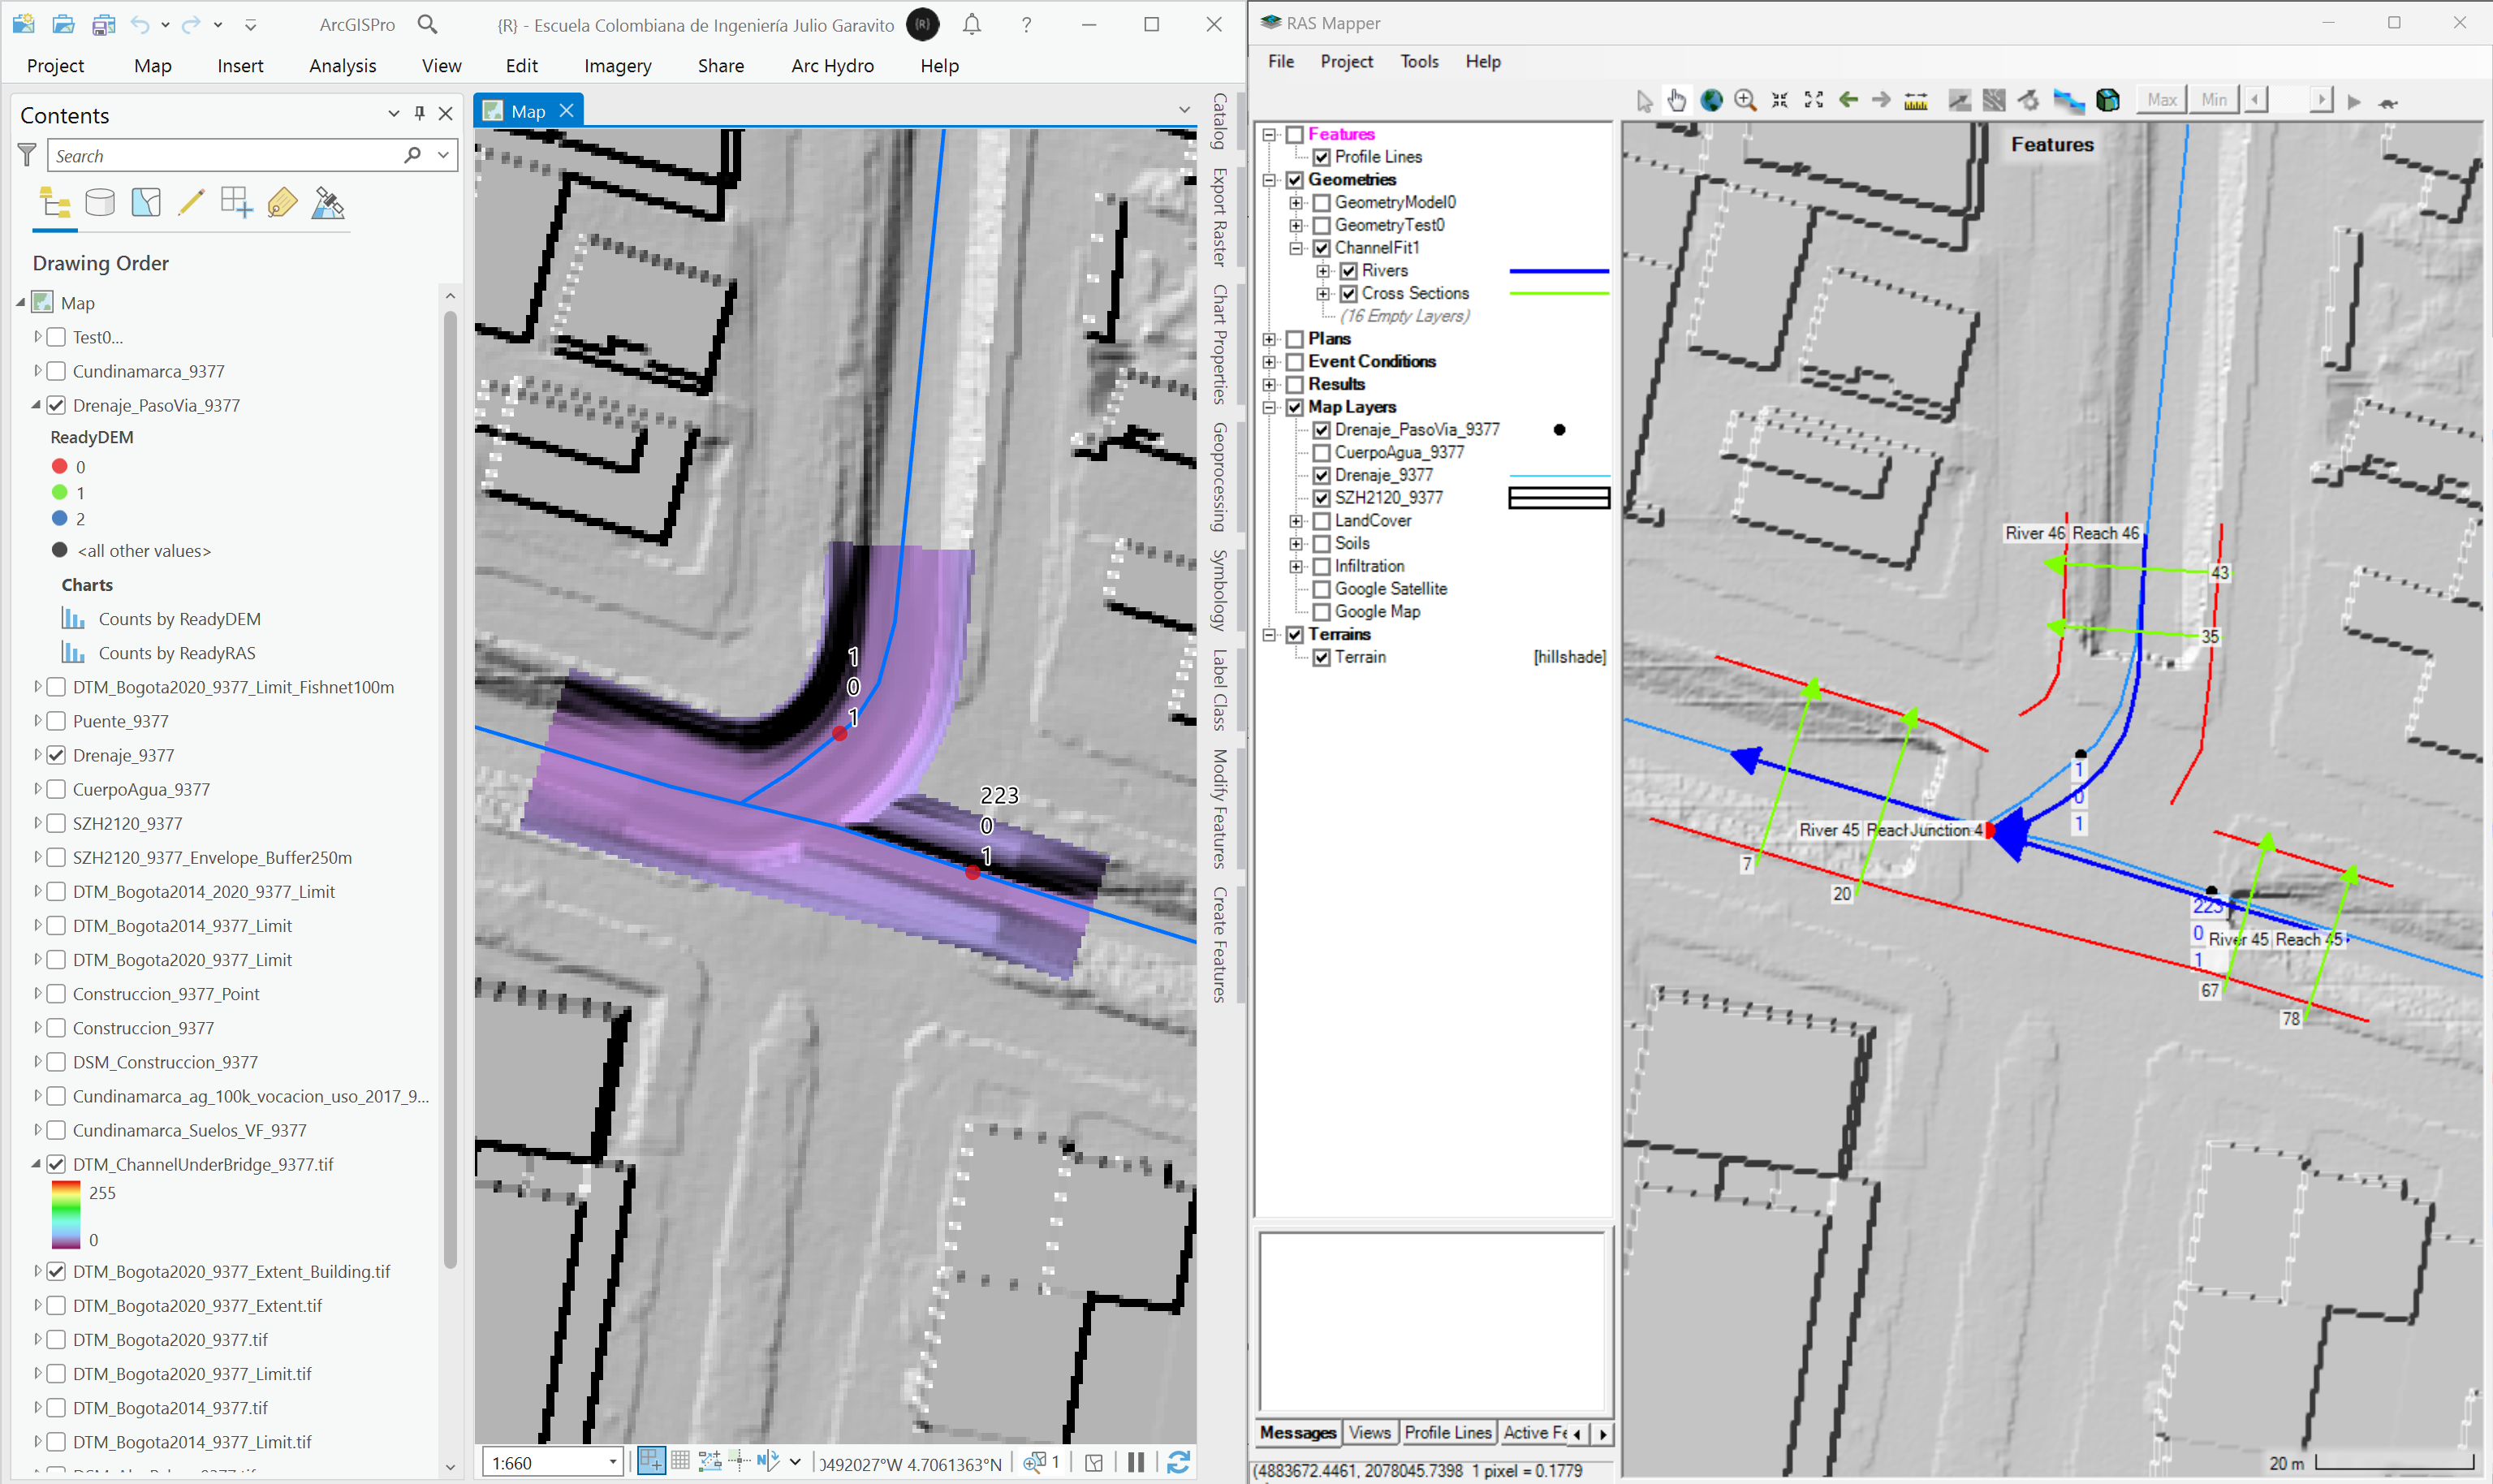 ArcGISPro
{R} - Escuela Colombiana de Ingeniería Julio Garavito
{R}
?
Project
Map
Insert
Analysis
View
Edit
Imagery
Share
Arc Hydro
Help
Contents
Search
Drawing Order
Map
Test0...
Cundinamarca_9377
Drenaje_PasoVia_9377
ReadyDEM
0
1
2
<all other values>
Charts
Counts by ReadyDEM
Counts by ReadyRAS
DTM_Bogota2020_9377_Limit_Fishnet100m
Puente_9377
Drenaje_9377
CuerpoAgua_9377
SZH2120_9377
SZH2120_9377_Envelope_Buffer250m
DTM_Bogota2014_2020_9377_Limit
DTM_Bogota2014_9377_Limit
DTM_Bogota2020_9377_Limit
Construccion_9377_Point
Construccion_9377
DSM_Construccion_9377
Cundinamarca_ag_100k_vocacion_uso_2017_9...
Cundinamarca_Suelos_VF_9377
DTM_ChannelUnderBridge_9377.tif
255
0
DTM_Bogota2020_9377_Extent_Building.tif
DTM_Bogota2020_9377_Extent.tif
DTM_Bogota2020_9377.tif
DTM_Bogota2020_9377_Limit.tif
DTM_Bogota2014_9377.tif
DTM_Bogota2014_9377_Limit.tif
Map
1
0
1
223
0
1
1:660
0492027°W 4.7061363°N
1
Catalog
Export Raster
Chart Properties
Geoprocessing
Symbology
Label Class
Modify Features
Create Features
RAS Mapper
File
Project
Tools
Help
Max
Min
Features
Profile Lines
Geometries
GeometryModel0
GeometryTest0
ChannelFit1
Rivers
Cross Sections
(16 Empty Layers)
Plans
Event Conditions
Results
Map Layers
Drenaje_PasoVia_9377
CuerpoAgua_9377
Drenaje_9377
SZH2120_9377
LandCover
Soils
Infiltration
Google Satellite
Google Map
Terrains
Terrain [hillshade]
Messages
Views
Profile Lines
Active Fe
(4883672.4461, 2078045.7398 1 pixel = 0.1779
Features
River 46 Reach 46
43
35
1
0
1
River 45 Reach Junction 4
7
20
223
0
River 45 Reach 45
1
67
78
20 m